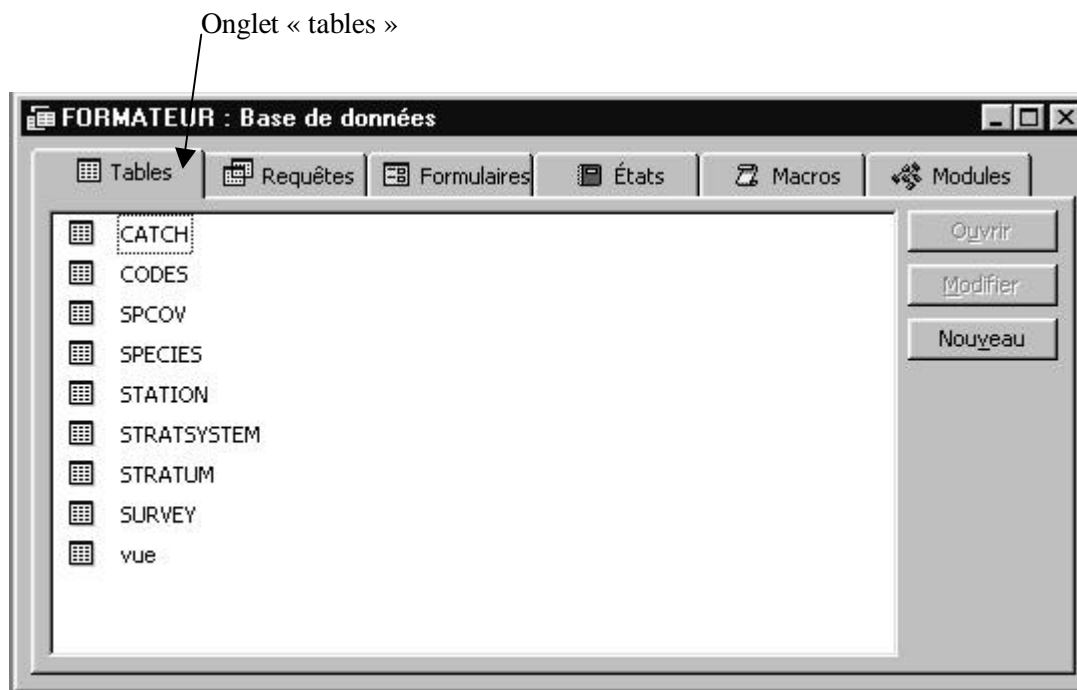 Onglet « tables »
FORMATEUR : Base de données
Tables Requêtes Formulaires États Macros Modules
CATCH
CODES
SPCOV
SPECIES
STATION
STRATSYSTEM
STRATUM
SURVEY
vue
Ouvrir
Modifier
Nouveau